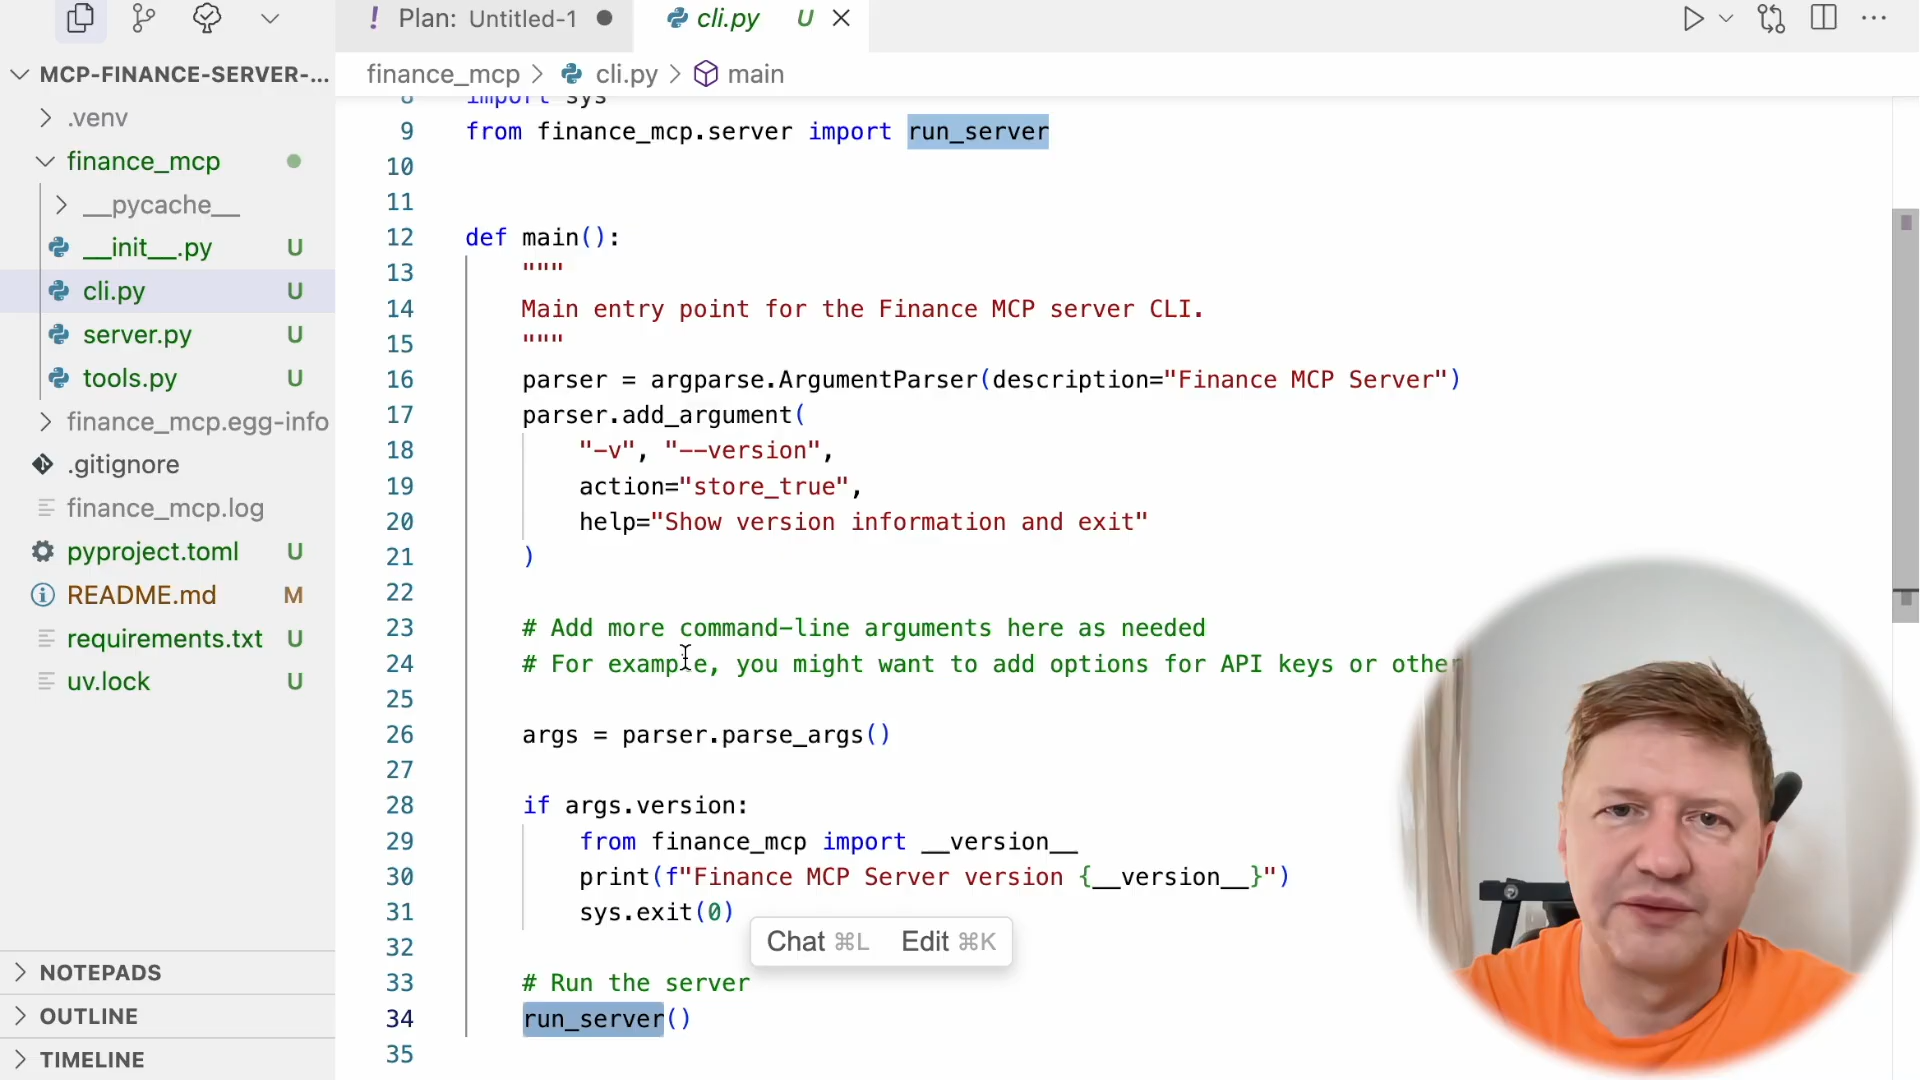 Plan: Untitled-1
cli.py U
MCP-FINANCE-SERVER-...
finance_mcp > cli.py > main
.venv
finance_mcp
__pycache__
__init__.py U
cli.py U
server.py U
tools.py U
finance_mcp.egg-info
.gitignore
finance_mcp.log
pyproject.toml U
README.md M
requirements.txt U
uv.lock U
NOTEPADS
OUTLINE
TIMELINE
8 import sys
9 from finance_mcp.server import run_server
10
11
12 def main():
13 """
14 Main entry point for the Finance MCP server CLI.
15 """
16 parser = argparse.ArgumentParser(description="Finance MCP Server")
17 parser.add_argument(
18 "-v", "--version",
19 action="store_true",
20 help="Show version information and exit"
21 )
22
23 # Add more command-line arguments here as needed
24 # For example, you might want to add options for API keys or other
25
26 args = parser.parse_args()
27
28 if args.version:
29 from finance_mcp import __version__
30 print(f"Finance MCP Server version {__version__}")
31 sys.exit(0)
Chat ⌘L Edit ⌘K
32
33 # Run the server
34 run_server()
35